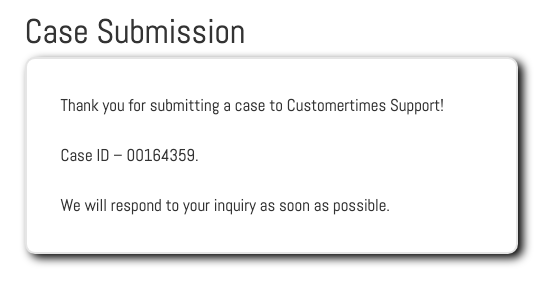 Case Submission
Thank you for submitting a case to Customertimes Support!
Case ID – 00164359.
We will respond to your inquiry as soon as possible.